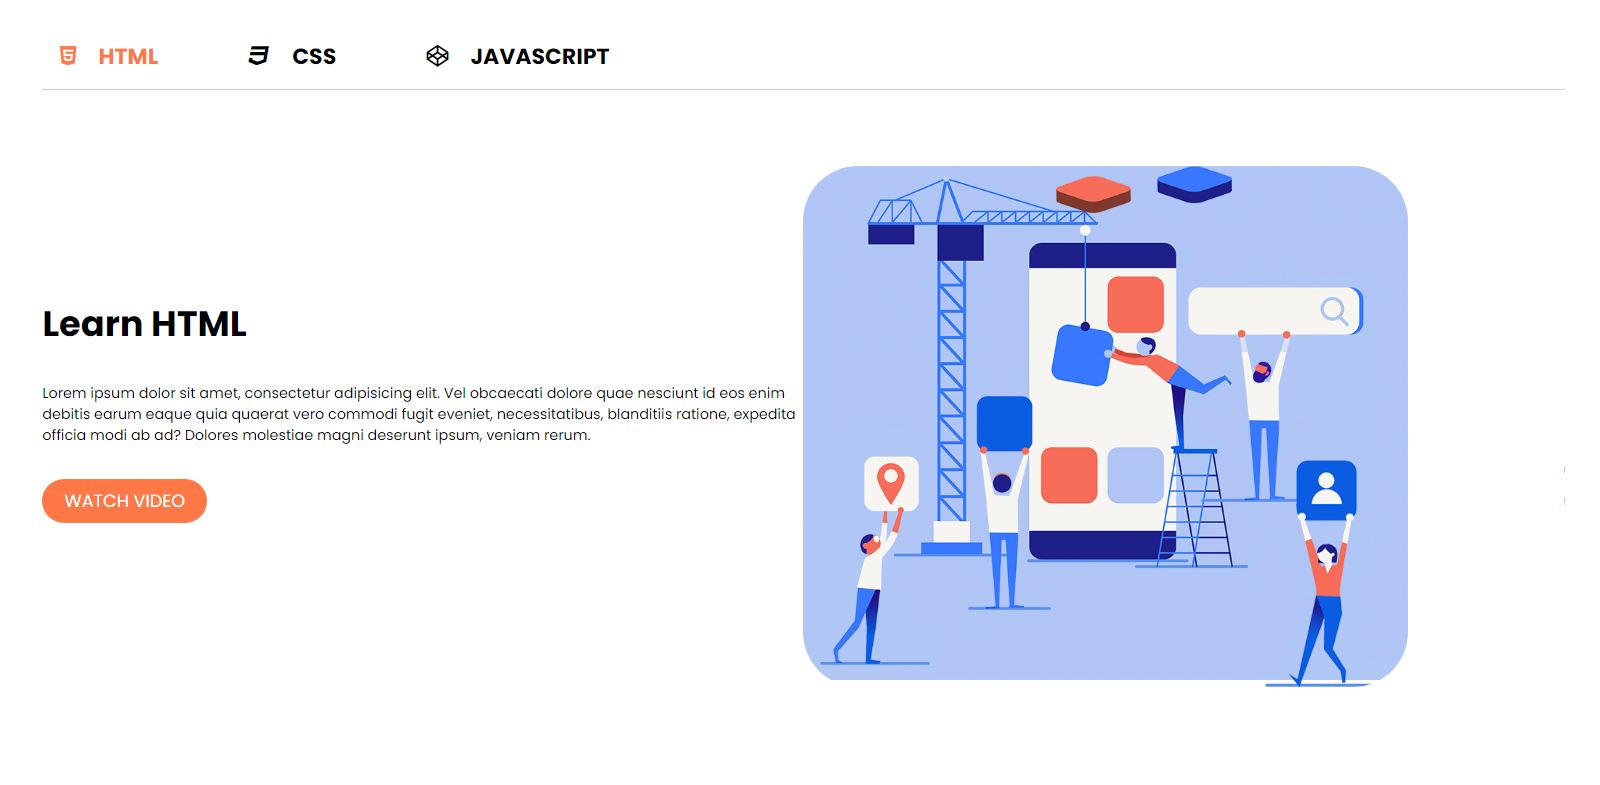 HTML
CSS
JAVASCRIPT
Learn HTML
Lorem ipsum dolor sit amet, consectetur adipisicing elit. Vel obcaecati dolore quae nesciunt id eos enim
debitis earum eaque quia quaerat vero commodi fugit eveniet, necessitatibus, blanditiis ratione, expedita
officia modi ab ad? Dolores molestiae magni deserunt ipsum, veniam rerum.
WATCH VIDEO